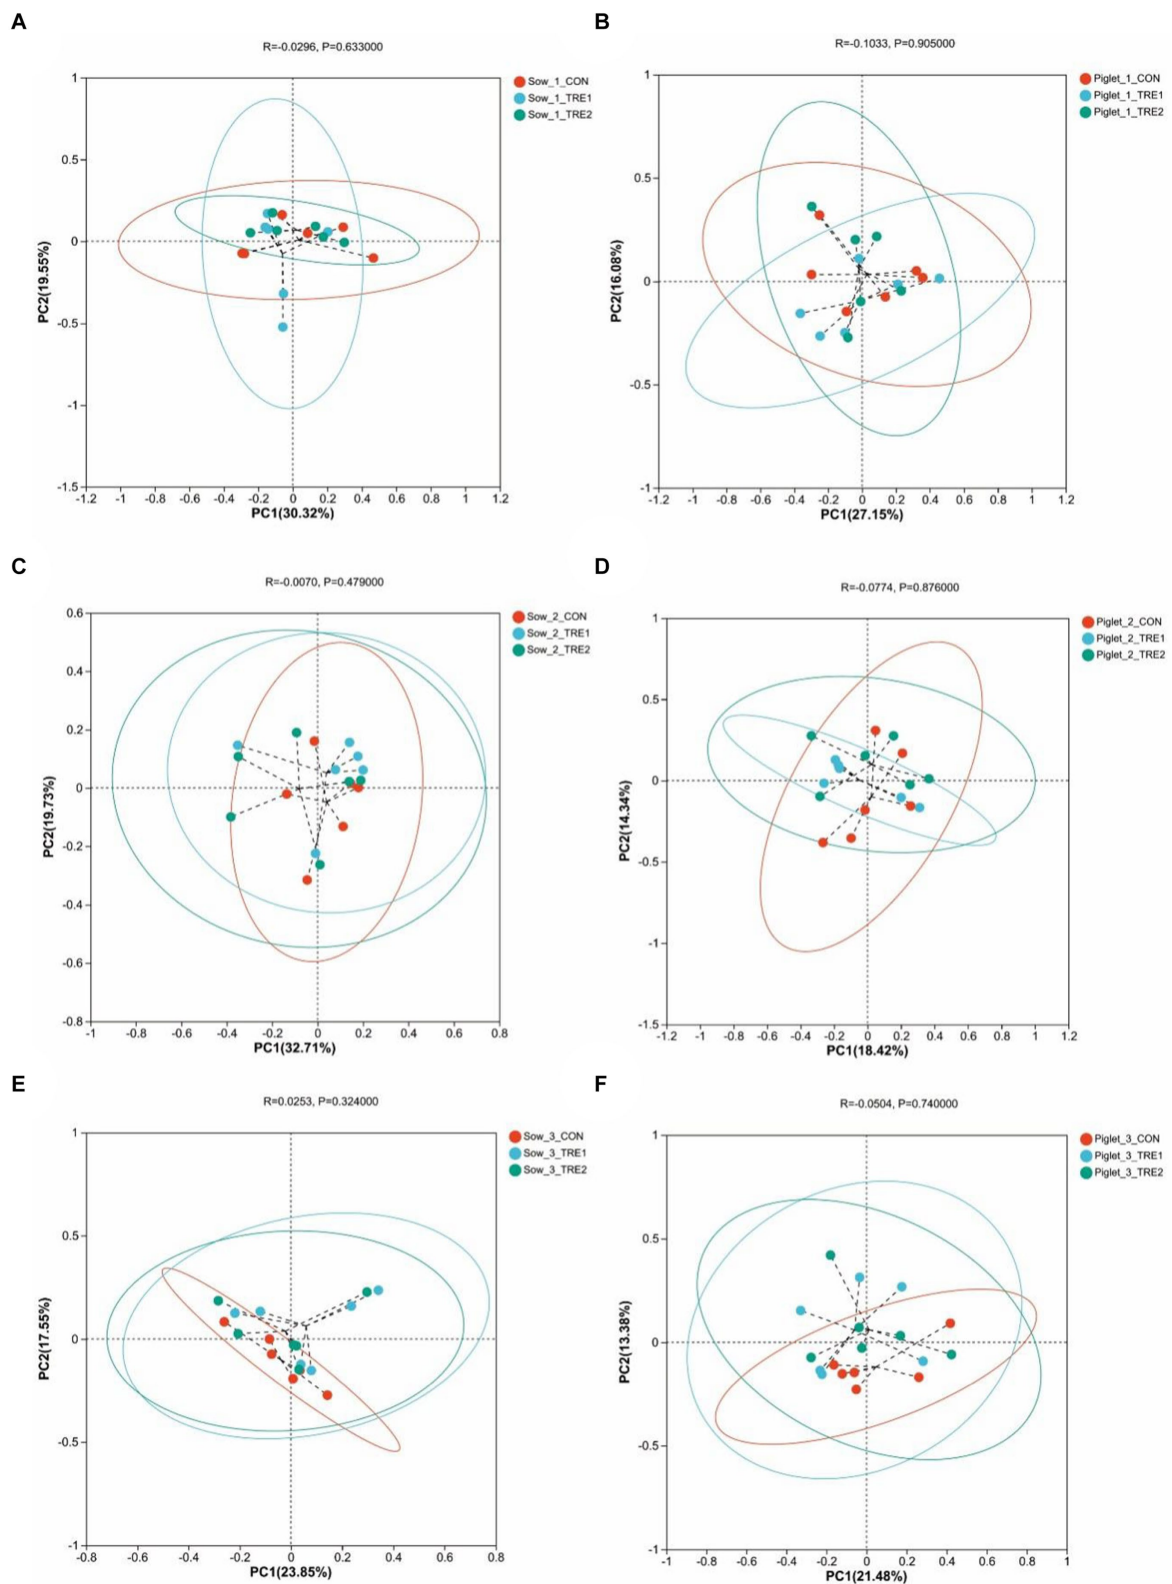 A
R=-0.0296, P=0.633000
Sow_1_CON
Sow_1_TRE1
Sow_1_TRE2
1
0.5
0
-0.5
-1
-1.5
PC2(19.55%)
-1.2 -1 -0.8 -0.6 -0.4 -0.2 0 0.2 0.4 0.6 0.8 1 1.2
PC1(30.32%)
B
R=-0.1033, P=0.905000
Piglet_1_CON
Piglet_1_TRE1
Piglet_1_TRE2
1
0.5
0
-0.5
-1
PC2(16.08%)
-1.2 -1 -0.8 -0.6 -0.4 -0.2 0 0.2 0.4 0.6 0.8 1 1.2
PC1(27.15%)
C
R=-0.0070, P=0.479000
Sow_2_CON
Sow_2_TRE1
Sow_2_TRE2
0.6
0.4
0.2
0
-0.2
-0.4
-0.6
-0.8
PC2(19.73%)
-1 -0.8 -0.6 -0.4 -0.2 0 0.2 0.4 0.6 0.8
PC1(32.71%)
D
R=-0.0774, P=0.876000
Piglet_2_CON
Piglet_2_TRE1
Piglet_2_TRE2
1
0.5
0
-0.5
-1
-1.5
PC2(14.34%)
-1.2 -1 -0.8 -0.6 -0.4 -0.2 0 0.2 0.4 0.6 0.8 1 1.2
PC1(18.42%)
E
R=0.0253, P=0.324000
Sow_3_CON
Sow_3_TRE1
Sow_3_TRE2
1
0.5
0
-0.5
-1
PC2(17.55%)
-0.8 -0.6 -0.4 -0.2 0 0.2 0.4 0.6 0.8
PC1(23.85%)
F
R=-0.0504, P=0.740000
Piglet_3_CON
Piglet_3_TRE1
Piglet_3_TRE2
1
0.5
0
-0.5
-1
PC2(13.38%)
-1 -0.8 -0.6 -0.4 -0.2 0 0.2 0.4 0.6 0.8 1
PC1(21.48%)